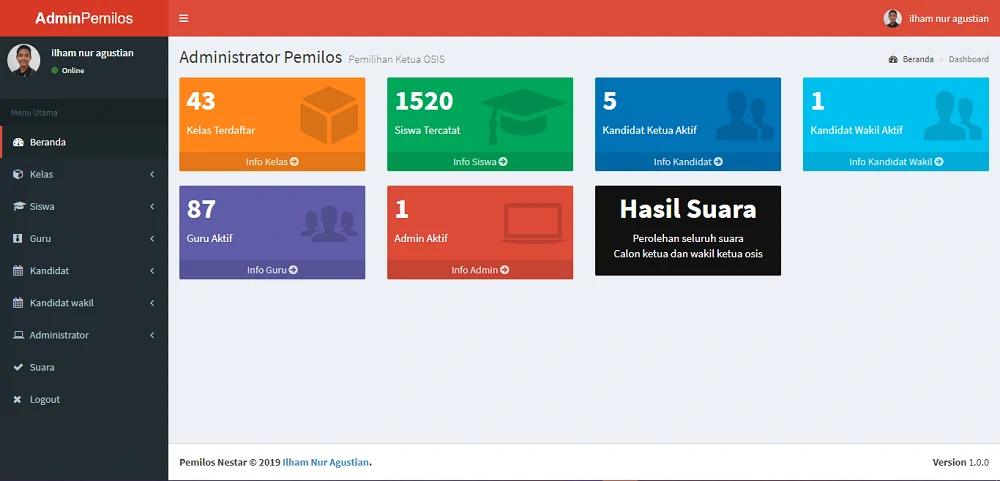 AdminPemilos
ilham nur agustian
ilham nur agustian
Online
Administrator Pemilos Pemilihan Ketua OSIS
Beranda > Dashboard
Menu Utama
Beranda
Kelas
Siswa
Guru
Kandidat
Kandidat wakil
Administrator
Suara
Logout
43
Kelas Terdaftar
Info Kelas
1520
Siswa Tercatat
Info Siswa
5
Kandidat Ketua Aktif
Info Kandidat
1
Kandidat Wakil Aktif
Info Kandidat Wakil
87
Guru Aktif
Info Guru
1
Admin Aktif
Info Admin
Hasil Suara
Perolehan seluruh suara
Calon ketua dan wakil ketua osis
Pemilos Nestar © 2019 Ilham Nur Agustian.
Version 1.0.0